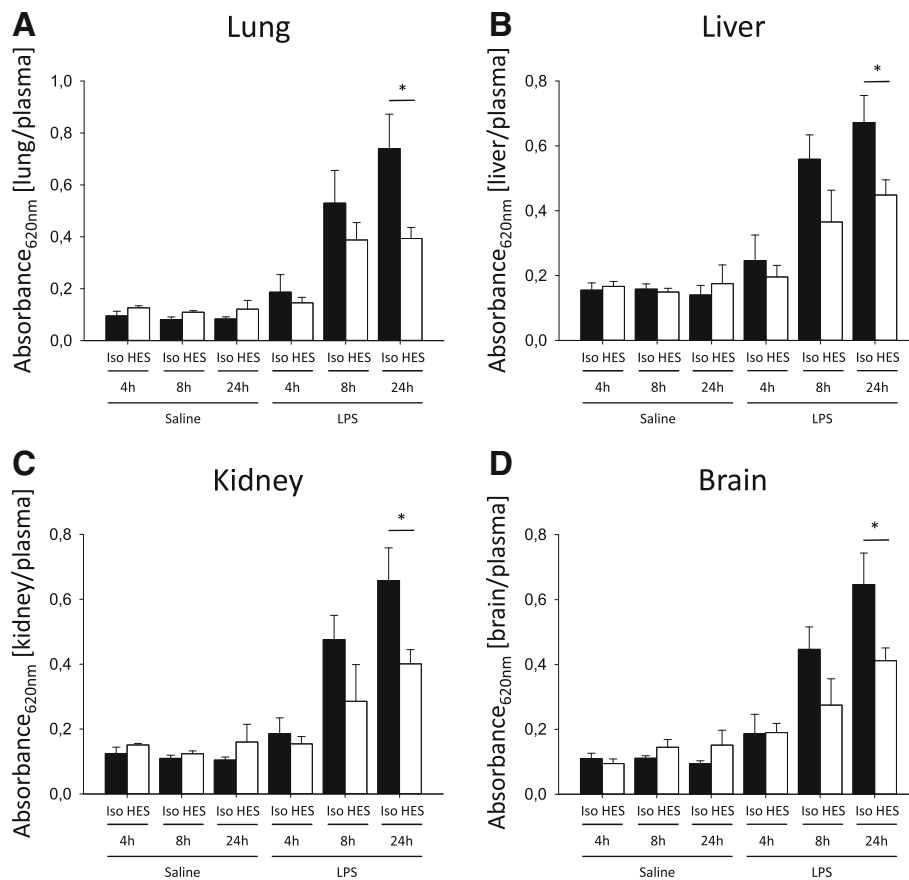 A
Lung
Absorbance620nm [lung/plasma]
1,0
0,8
0,6
0,4
0,2
0,0
*
Iso HES Iso HES Iso HES Iso HES Iso HES Iso HES
4h 8h 24h 4h 8h 24h
Saline LPS
B
Liver
Absorbance620nm [liver/plasma]
0,8
0,6
0,4
0,2
0,0
*
Iso HES Iso HES Iso HES Iso HES Iso HES Iso HES
4h 8h 24h 4h 8h 24h
Saline LPS
C
Kidney
Absorbance620nm [kidney/plasma]
0,8
0,6
0,4
0,2
0,0
*
Iso HES Iso HES Iso HES Iso HES Iso HES Iso HES
4h 8h 24h 4h 8h 24h
Saline LPS
D
Brain
Absorbance620nm [brain/plasma]
0,8
0,6
0,4
0,2
0,0
*
Iso HES Iso HES Iso HES Iso HES Iso HES Iso HES
4h 8h 24h 4h 8h 24h
Saline LPS